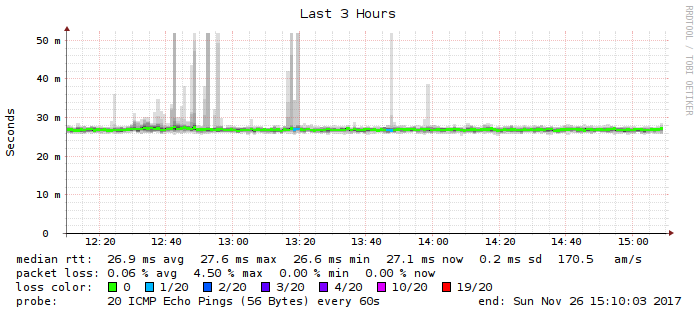 Last 3 Hours
RRDTOOL / TOBI OETIKER
Seconds
50 m
40 m
30 m
20 m
10 m
0
12:20 12:40 13:00 13:20 13:40 14:00 14:20 14:40 15:00
median rtt: 26.9 ms avg 27.6 ms max 26.6 ms min 27.1 ms now 0.2 ms sd 170.5 am/s
packet loss: 0.06 % avg 4.50 % max 0.00 % min 0.00 % now
loss color: 0 1/20 2/20 3/20 4/20 10/20 19/20
probe: 20 ICMP Echo Pings (56 Bytes) every 60s end: Sun Nov 26 15:10:03 2017